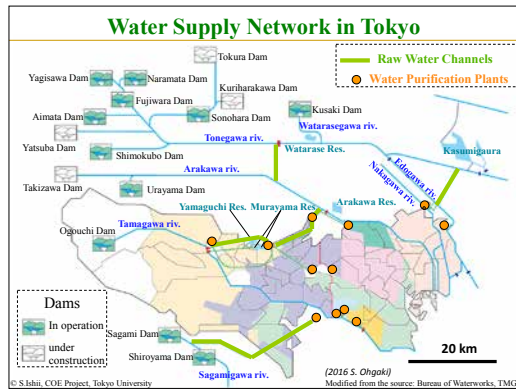 Water Supply Network in Tokyo
Tokura Dam
Raw Water Channels
Water Purification Plants
Yagisawa Dam
Naramata Dam
Kuriharakawa Dam
Fujiwara Dam
Aimata Dam
Sonohara Dam
Kusaki Dam
Watarasegawa riv.
Yatsuba Dam
Tonegawa riv.
Kasumigaura
Shimokubo Dam
Watarase Res.
Edogawa riv.
Nakagawa riv.
Arakawa riv.
Takizawa Dam
Urayama Dam
Yamaguchi Res.
Murayama Res.
Arakawa Res.
Tamagawa riv.
Ogouchi Dam
Dams
In operation
under
construction
Sagami Dam
Shiroyama Dam
Sagamigawa riv.
20 km
(2016 S. Ohgaki)
© S.Ishii, COE Project, Tokyo University
Modified from the source: Bureau of Waterworks, TMG